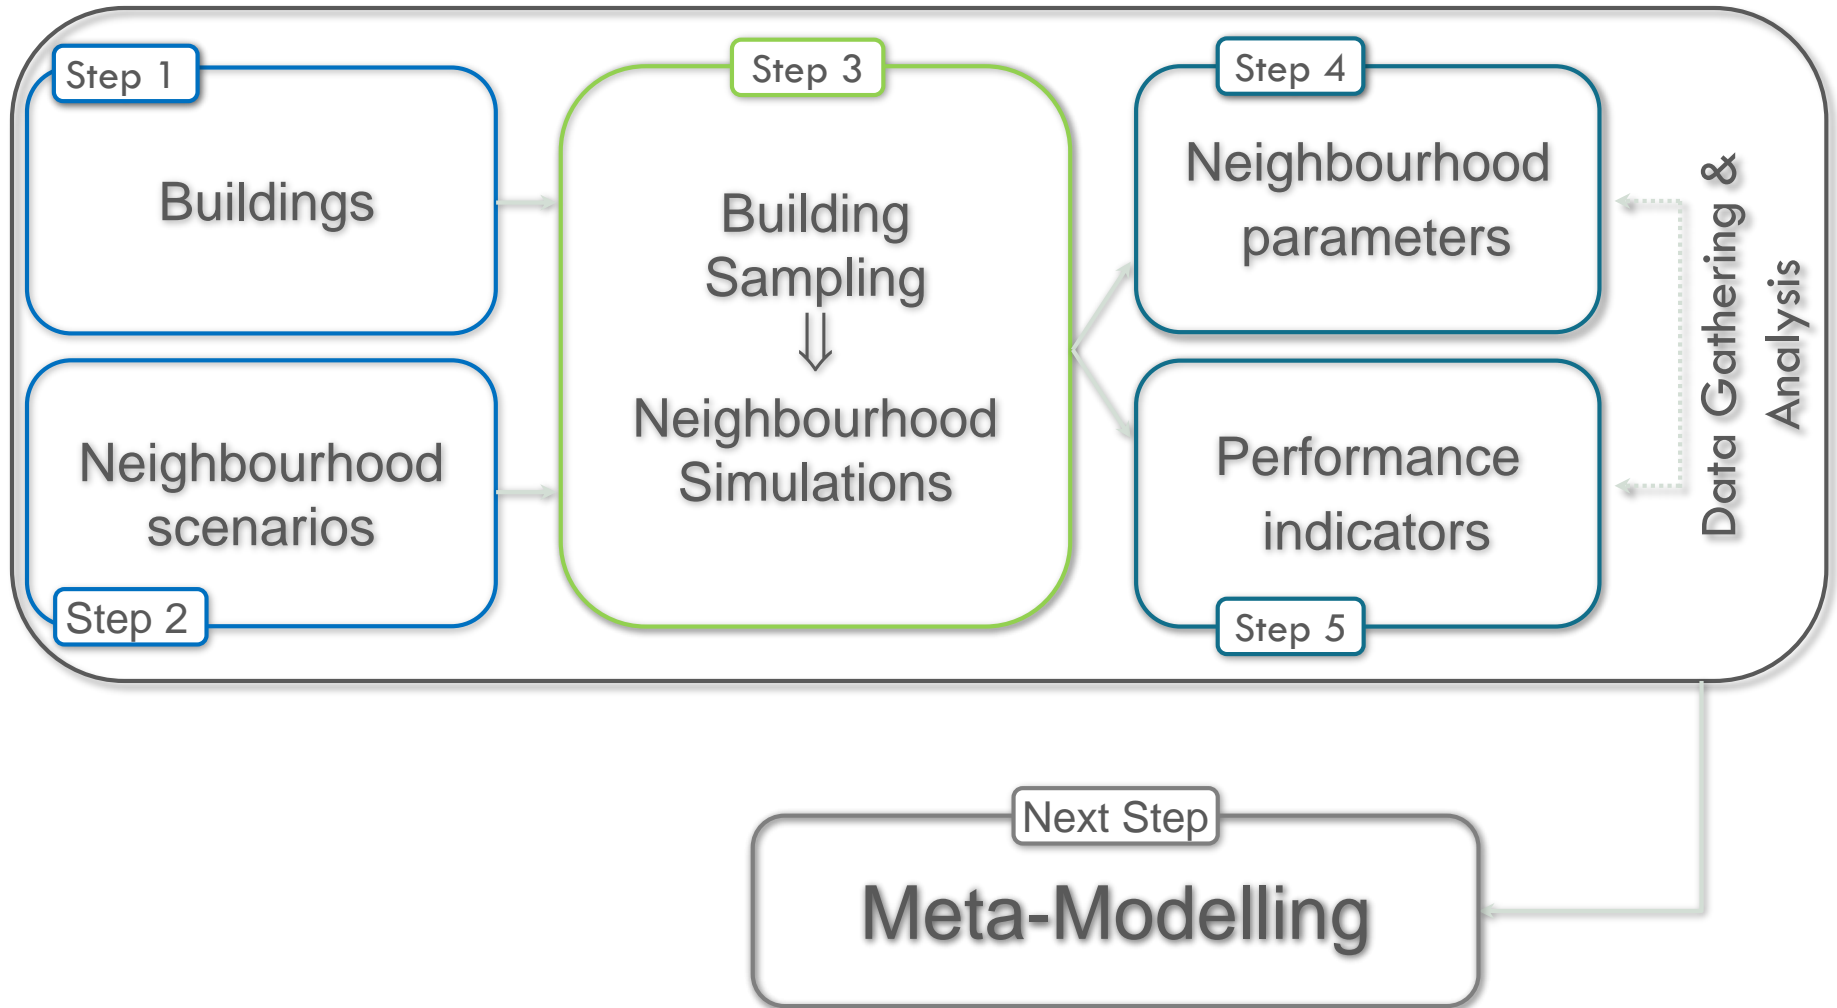 Step 1
Buildings
Neighbourhood
scenarios
Step 2
Step 3
Building
Sampling
⇓
Neighbourhood
Simulations
Step 4
Neighbourhood
parameters
Performance
indicators
Step 5
Data Gathering &
Analysis
Next Step
Meta-Modelling